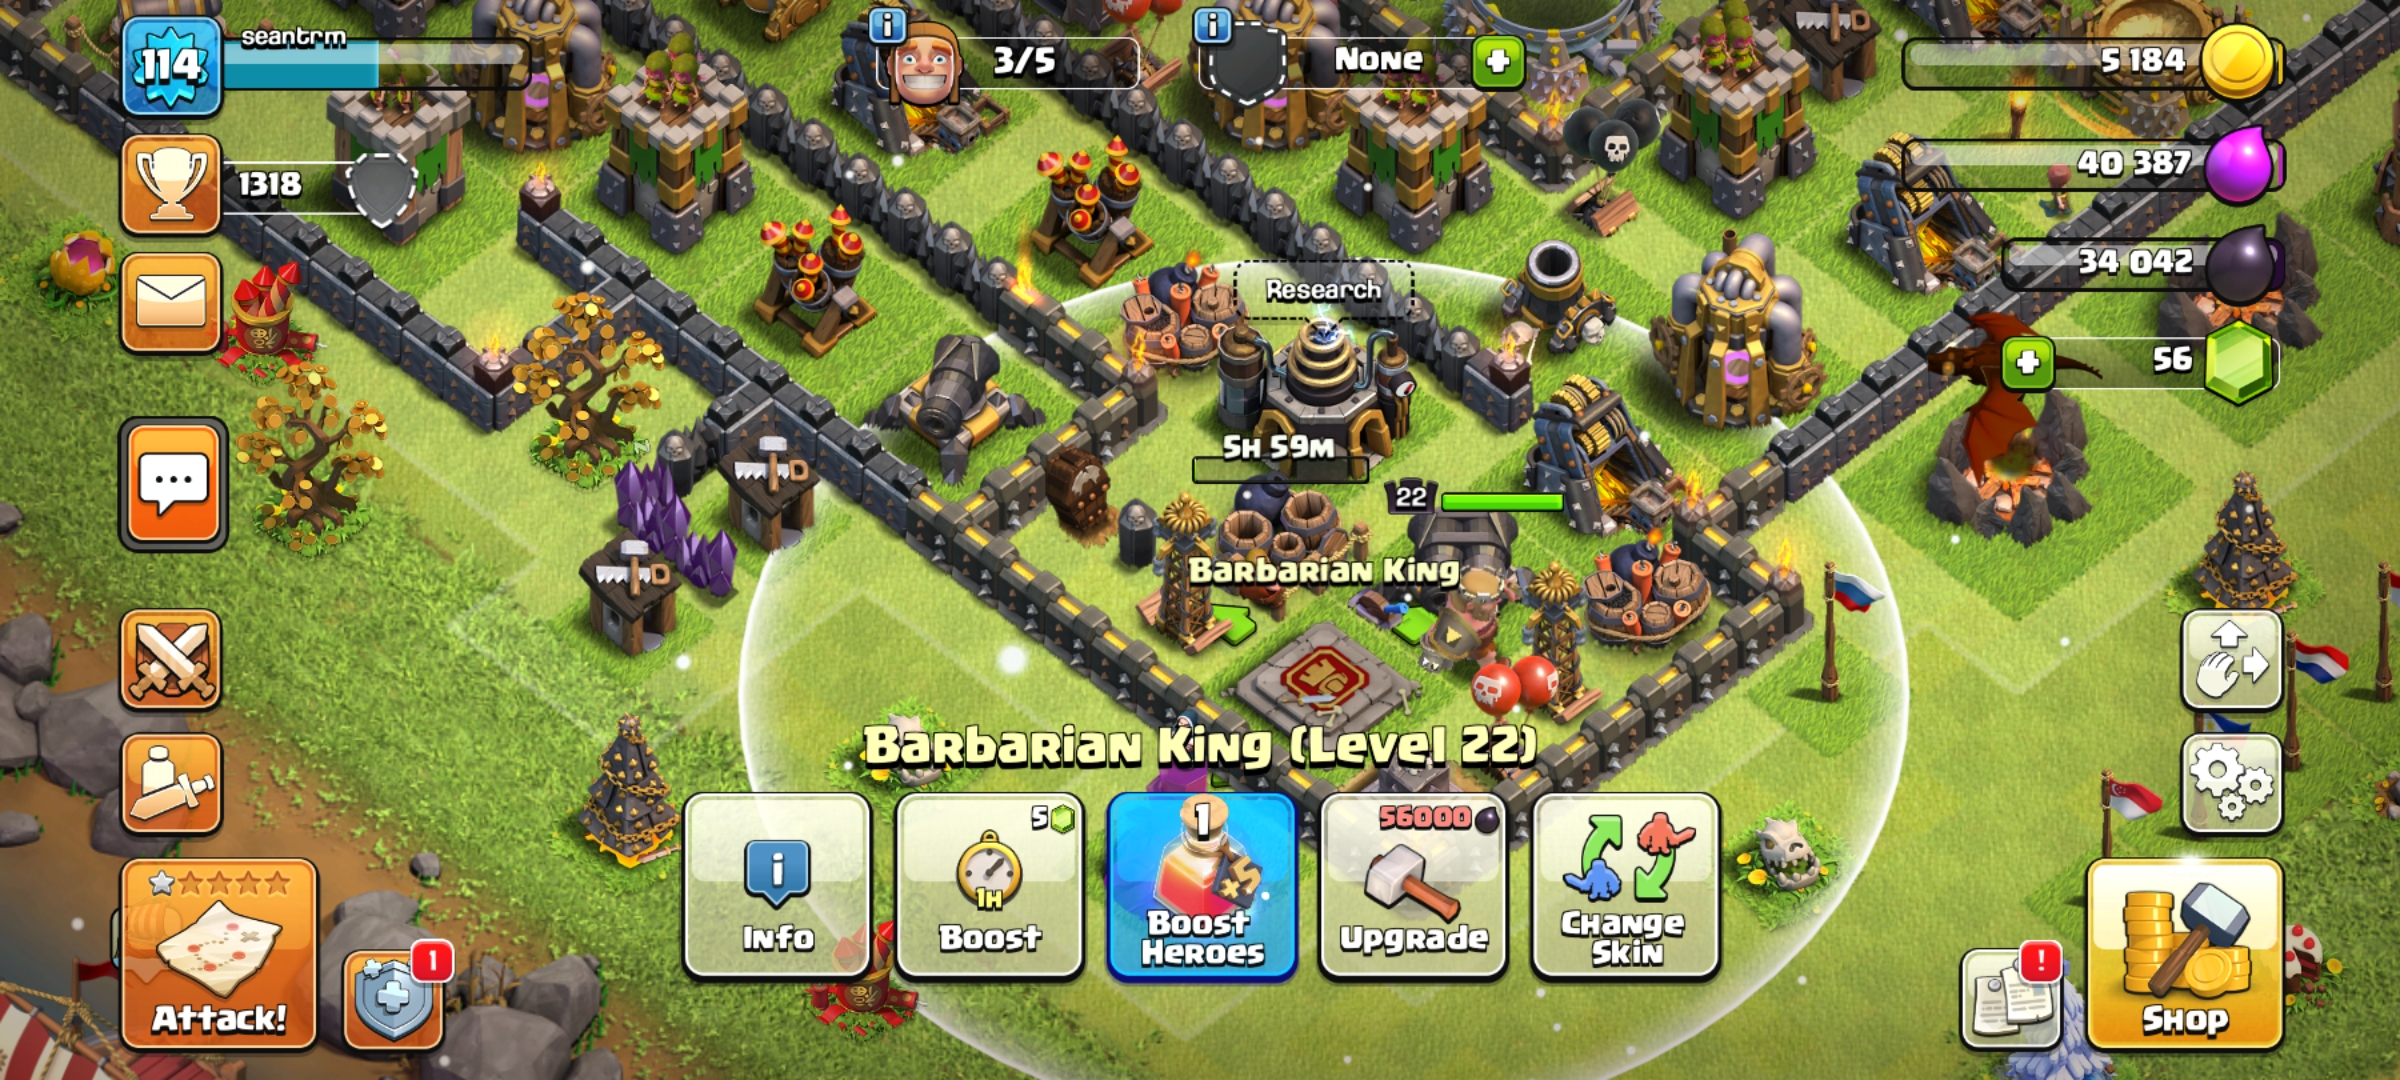 114
seantrm
i
3/5
i
None
5 184
1318
40 387
34 042
56
Research
5H 59M
22
Barbarian King
Barbarian King (Level 22)
5
1H
i
Info
Boost
1
x5
Boost
Heroes
56000
Upgrade
Change
Skin
Attack!
1
!
Shop